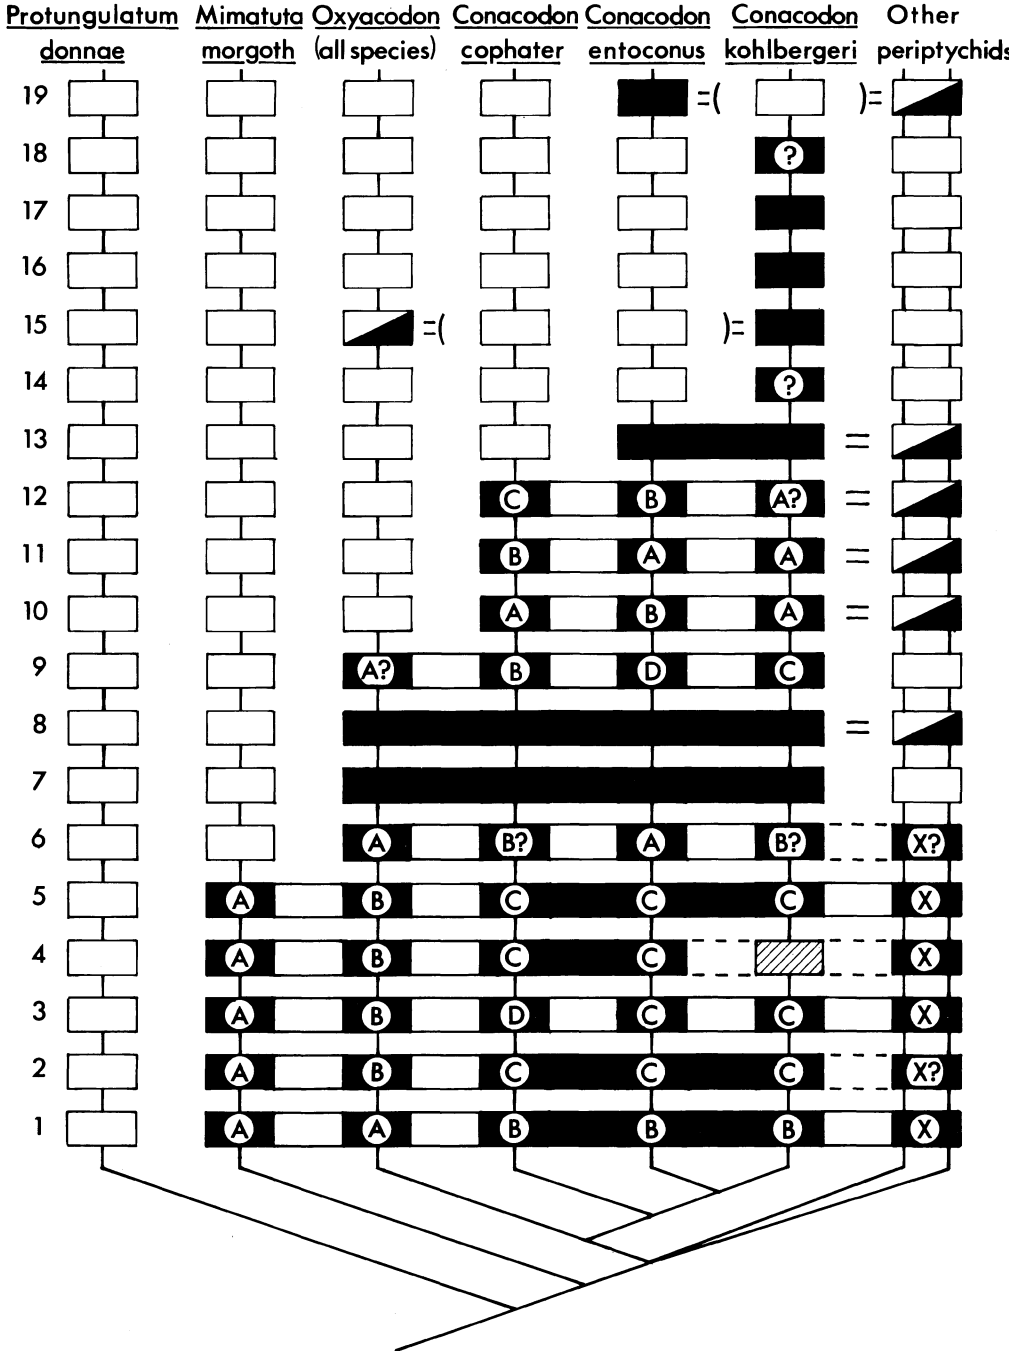 Protungulatum Mimatuta Oxyacodon Conacodon Conacodon Conacodon Other
donnae morgoth (all species) cophater entoconus kohlbergeri periptychids
19 =( )=
18 ?
17
16
15 =( )=
14 ?
13 =
12 C B A? =
11 B A A =
10 A B A =
9 A? B D C
8 =
7
6 A B? A B? X?
5 A B C C C X
4 A B C C X
3 A B D C C X
2 A B C C C X?
1 A A B B B X